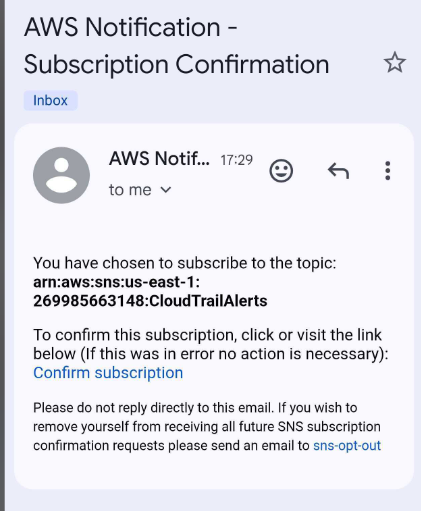 AWS Notification -
Subscription Confirmation
Inbox
AWS Notif... 17:29
to me
You have chosen to subscribe to the topic:
arn:aws:sns:us-east-1:
269985663148:CloudTrailAlerts
To confirm this subscription, click or visit the link
below (If this was in error no action is necessary):
Confirm subscription
Please do not reply directly to this email. If you wish to
remove yourself from receiving all future SNS subscription
confirmation requests please send an email to sns-opt-out